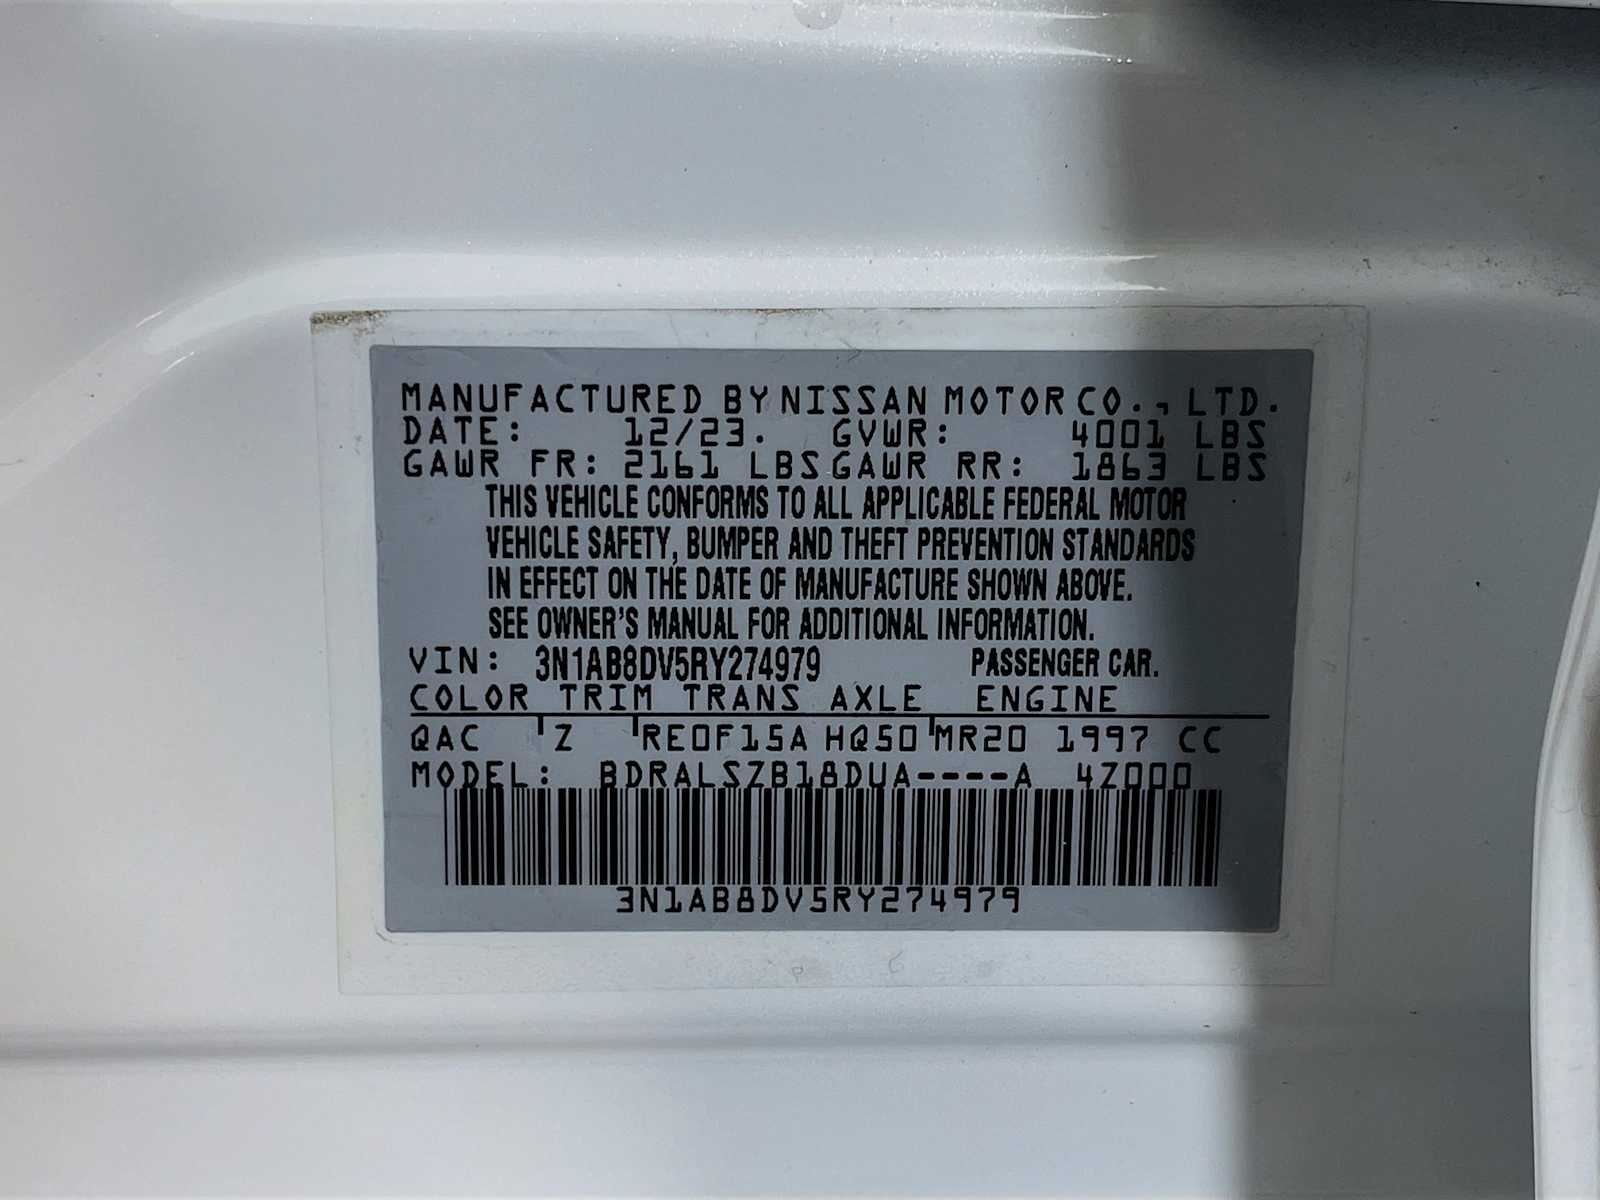 MANUFACTURED BY NISSAN MOTOR CO., LTD.
DATE: 12/23. GVWR: 4001 LBS
GAWR FR: 2161 LBS GAWR RR: 1863 LBS
THIS VEHICLE CONFORMS TO ALL APPLICABLE FEDERAL MOTOR
VEHICLE SAFETY, BUMPER AND THEFT PREVENTION STANDARDS
IN EFFECT ON THE DATE OF MANUFACTURE SHOWN ABOVE.
SEE OWNER'S MANUAL FOR ADDITIONAL INFORMATION.
VIN: 3N1AB8DV5RY274979 PASSENGER CAR.
COLOR TRIM TRANS AXLE ENGINE
QAC Z RE0F15A HQ50 MR20 1997 CC
MODEL: BDRALSZB18DUA----A 4Z000
3N1AB8DV5RY274979